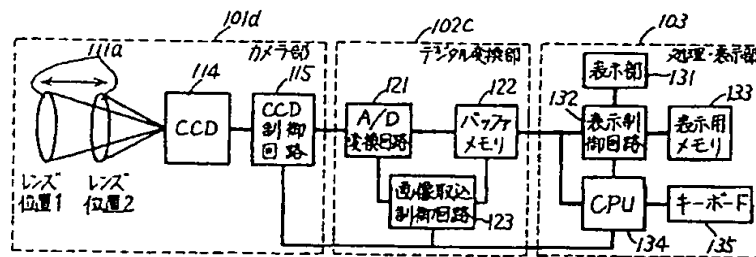 101d
カメラ部
111a
114
115
CCD
CCD
制御
回路
レンズ
位置1
レンズ
位置2
102C
デジタル変換部
121
122
A/D
変換回路
バッファ
メモリ
画像取込
制御回路
123
103
処理・表示部
表示部
131
132
133
表示制
御回路
表示用
メモリ
CPU
キーボード
134
135